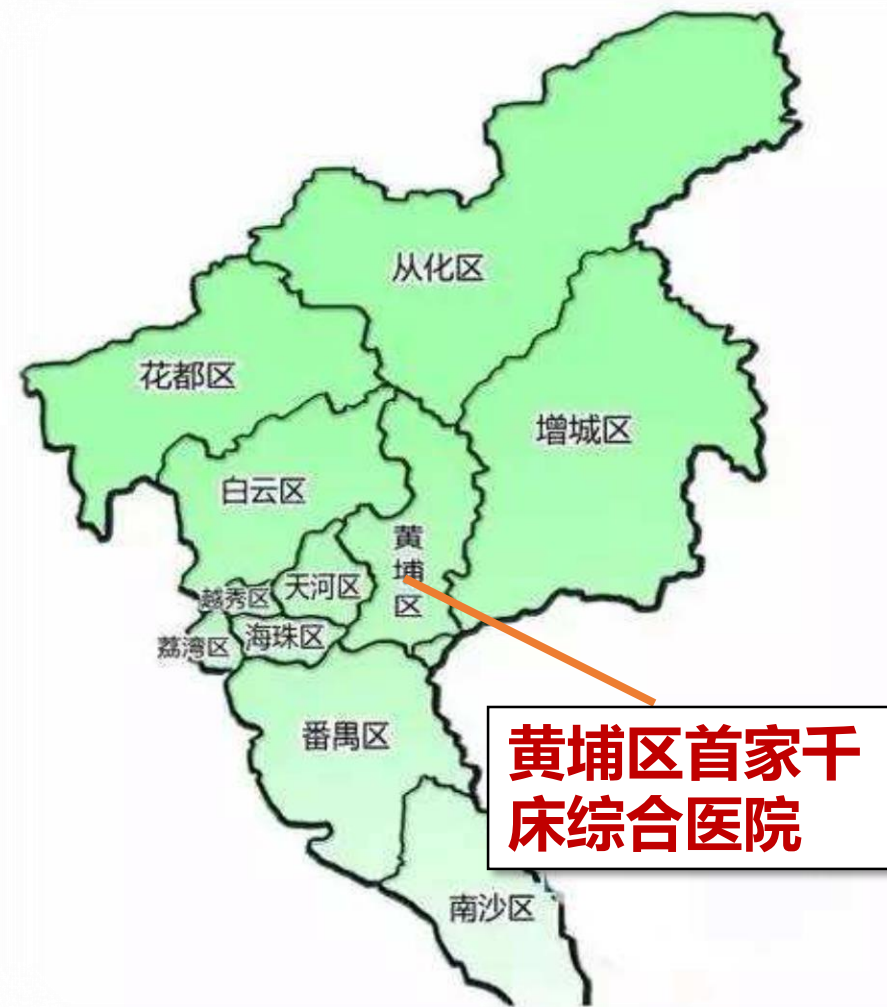 从化区
花都区
增城区
白云区
黄
埔
区
天河区
越秀区
海珠区
荔湾区
番禺区
黄埔区首家千
床综合医院
南沙区